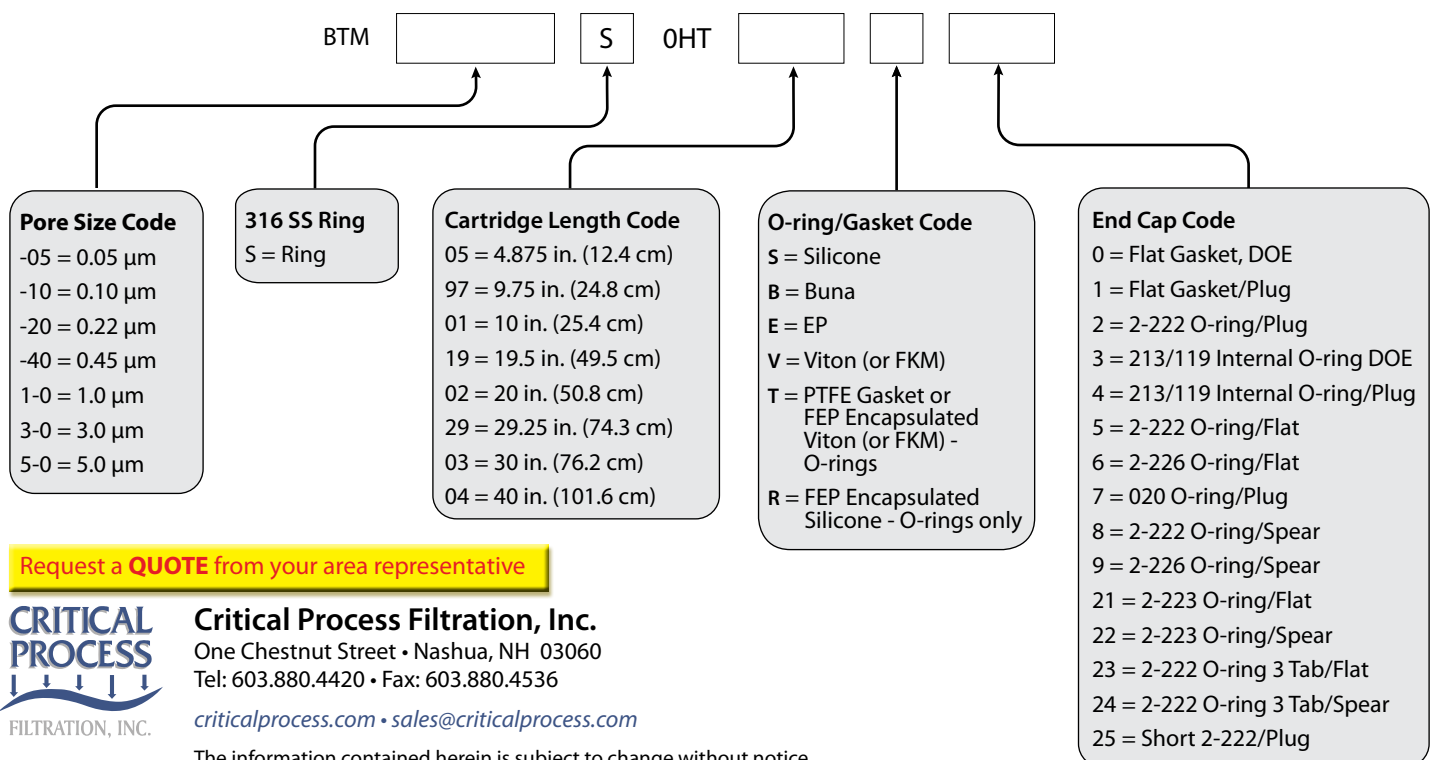 BTM S 0HT
Pore Size Code
-05 = 0.05 µm
-10 = 0.10 µm
-20 = 0.22 µm
-40 = 0.45 µm
1-0 = 1.0 µm
3-0 = 3.0 µm
5-0 = 5.0 µm
316 SS Ring
S = Ring
Cartridge Length Code
05 = 4.875 in. (12.4 cm)
97 = 9.75 in. (24.8 cm)
01 = 10 in. (25.4 cm)
19 = 19.5 in. (49.5 cm)
02 = 20 in. (50.8 cm)
29 = 29.25 in. (74.3 cm)
03 = 30 in. (76.2 cm)
04 = 40 in. (101.6 cm)
O-ring/Gasket Code
S = Silicone
B = Buna
E = EP
V = Viton (or FKM)
T = PTFE Gasket or
FEP Encapsulated
Viton (or FKM) -
O-rings
R = FEP Encapsulated
Silicone - O-rings only
End Cap Code
0 = Flat Gasket, DOE
1 = Flat Gasket/Plug
2 = 2-222 O-ring/Plug
3 = 213/119 Internal O-ring DOE
4 = 213/119 Internal O-ring/Plug
5 = 2-222 O-ring/Flat
6 = 2-226 O-ring/Flat
7 = 020 O-ring/Plug
8 = 2-222 O-ring/Spear
9 = 2-226 O-ring/Spear
21 = 2-223 O-ring/Flat
22 = 2-223 O-ring/Spear
23 = 2-222 O-ring 3 Tab/Flat
24 = 2-222 O-ring 3 Tab/Spear
25 = Short 2-222/Plug
Request a QUOTE from your area representative
CRITICAL
PROCESS
FILTRATION, INC.
Critical Process Filtration, Inc.
One Chestnut Street • Nashua, NH 03060
Tel: 603.880.4420 • Fax: 603.880.4536
criticalprocess.com • sales@criticalprocess.com
The information contained herein is subject to change without notice